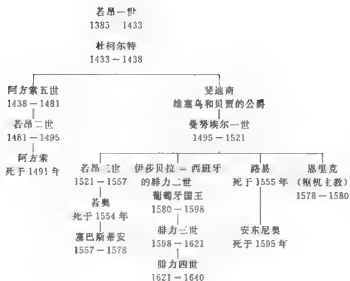 若昂一世
1385 1433
杜阿尔特
1433－1438
阿方索五世
1438－1481
若昂二世
1481－1495
阿方索
死于1491年
斐迪南
维塞乌和贝贾的公爵
曼努埃尔一世
1495－1521
若昂三世
1521－1557
若奥
死于1554年
塞巴斯蒂安
1557－1578
伊莎贝拉＝西班牙
的腓力二世
葡萄牙国王
1580－1598
腓力三世
1598－1621
腓力四世
1621－1640
路易
死于1555年
安东尼奥
死于1595年
恩里克
（枢机主教）
1578－1580